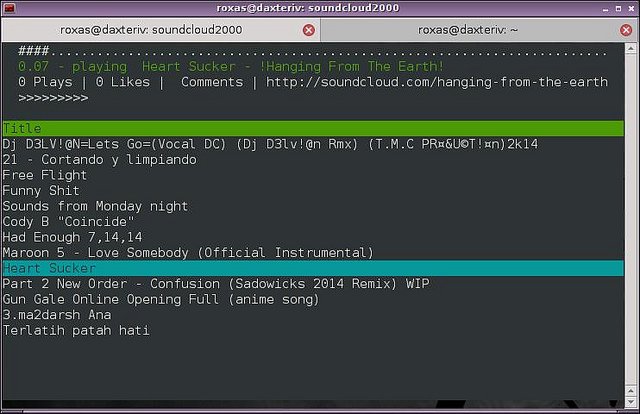 roxas@daxteriv: soundcloud2000
roxas@daxteriv: soundcloud2000
roxas@daxteriv: ~
####......................................................................
0.07 - playing  Heart Sucker - !Hanging From The Earth!
0 Plays | 0 Likes |  Comments | http://soundcloud.com/hanging-from-the-earth
>>>>>>>>>
Title
Dj D3LV!@N=Lets Go=(Vocal DC) (Dj D3lv!@n Rmx) (T.M.C PR¤&U©T!¤n)2k14
21 - Cortando y limpiando
Free Flight
Funny Shit
Sounds from Monday night
Cody B "Coincide"
Had Enough 7,14,14
Maroon 5 - Love Somebody (Official Instrumental)
Heart Sucker
Part 2 New Order - Confusion (Sadowicks 2014 Remix) WIP
Gun Gale Online Opening Full (anime song)
3.ma2darsh Ana
Terlatih patah hati